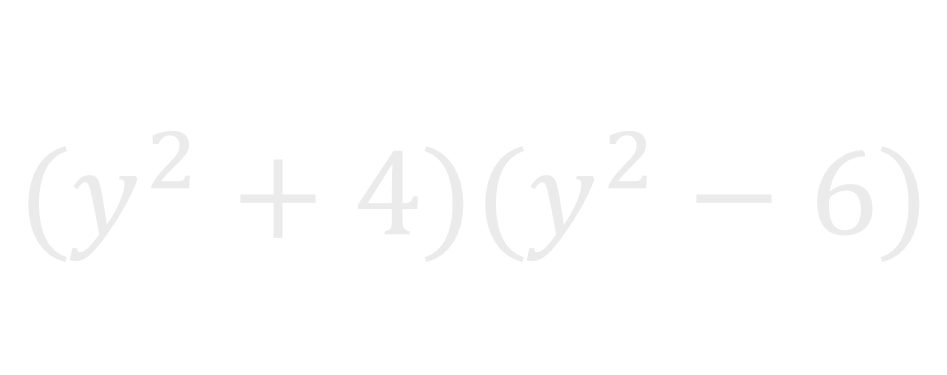 (y² + 4)(y² − 6)